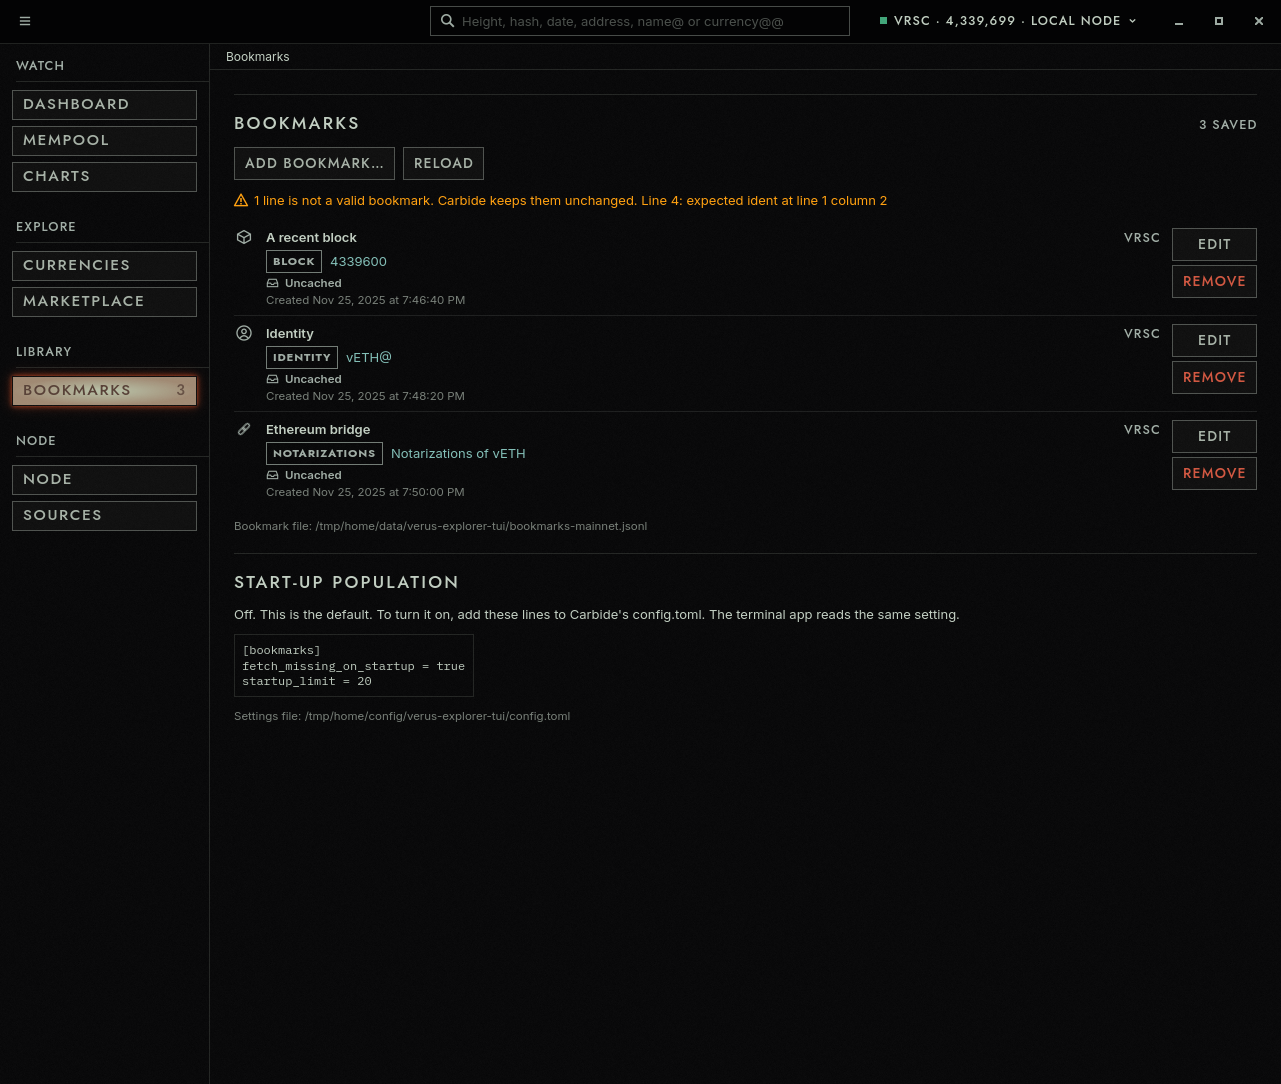 Height, hash, date, address, name@ or currency@@
VRSC · 4,339,699 · LOCAL NODE
WATCH
DASHBOARD
MEMPOOL
CHARTS
EXPLORE
CURRENCIES
MARKETPLACE
LIBRARY
BOOKMARKS 3
NODE
NODE
SOURCES
Bookmarks
BOOKMARKS
3 SAVED
ADD BOOKMARK... RELOAD
1 line is not a valid bookmark. Carbide keeps them unchanged. Line 4: expected ident at line 1 column 2
A recent block
VRSC
EDIT
BLOCK 4339600
Uncached
REMOVE
Created Nov 25, 2025 at 7:46:40 PM
Identity
VRSC
EDIT
IDENTITY vETH@
Uncached
REMOVE
Created Nov 25, 2025 at 7:48:20 PM
Ethereum bridge
VRSC
EDIT
NOTARIZATIONS Notarizations of vETH
Uncached
REMOVE
Created Nov 25, 2025 at 7:50:00 PM
Bookmark file: /tmp/home/data/verus-explorer-tui/bookmarks-mainnet.jsonl
START-UP POPULATION
Off. This is the default. To turn it on, add these lines to Carbide's config.toml. The terminal app reads the same setting.
[bookmarks]
fetch_missing_on_startup = true
startup_limit = 20
Settings file: /tmp/home/config/verus-explorer-tui/config.toml